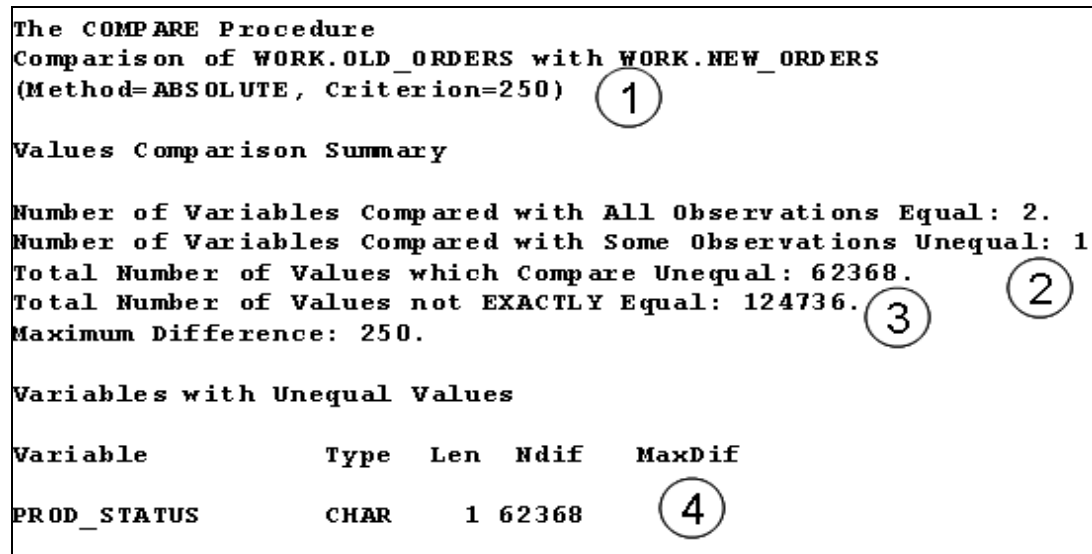 The COMPARE Procedure
Comparison of WORK.OLD_ORDERS with WORK.NEW_ORDERS
(Method=ABSOLUTE, Criterion=250) 1
Values Comparison Summary
Number of Variables Compared with All Observations Equal: 2.
Number of Variables Compared with Some Observations Unequal: 1
Total Number of Values which Compare Unequal: 62368. 2
Total Number of Values not EXACTLY Equal: 124736. 3
Maximum Difference: 250.
Variables with Unequal Values
Variable Type Len Ndif MaxDif
PROD_STATUS CHAR 1 62368 4